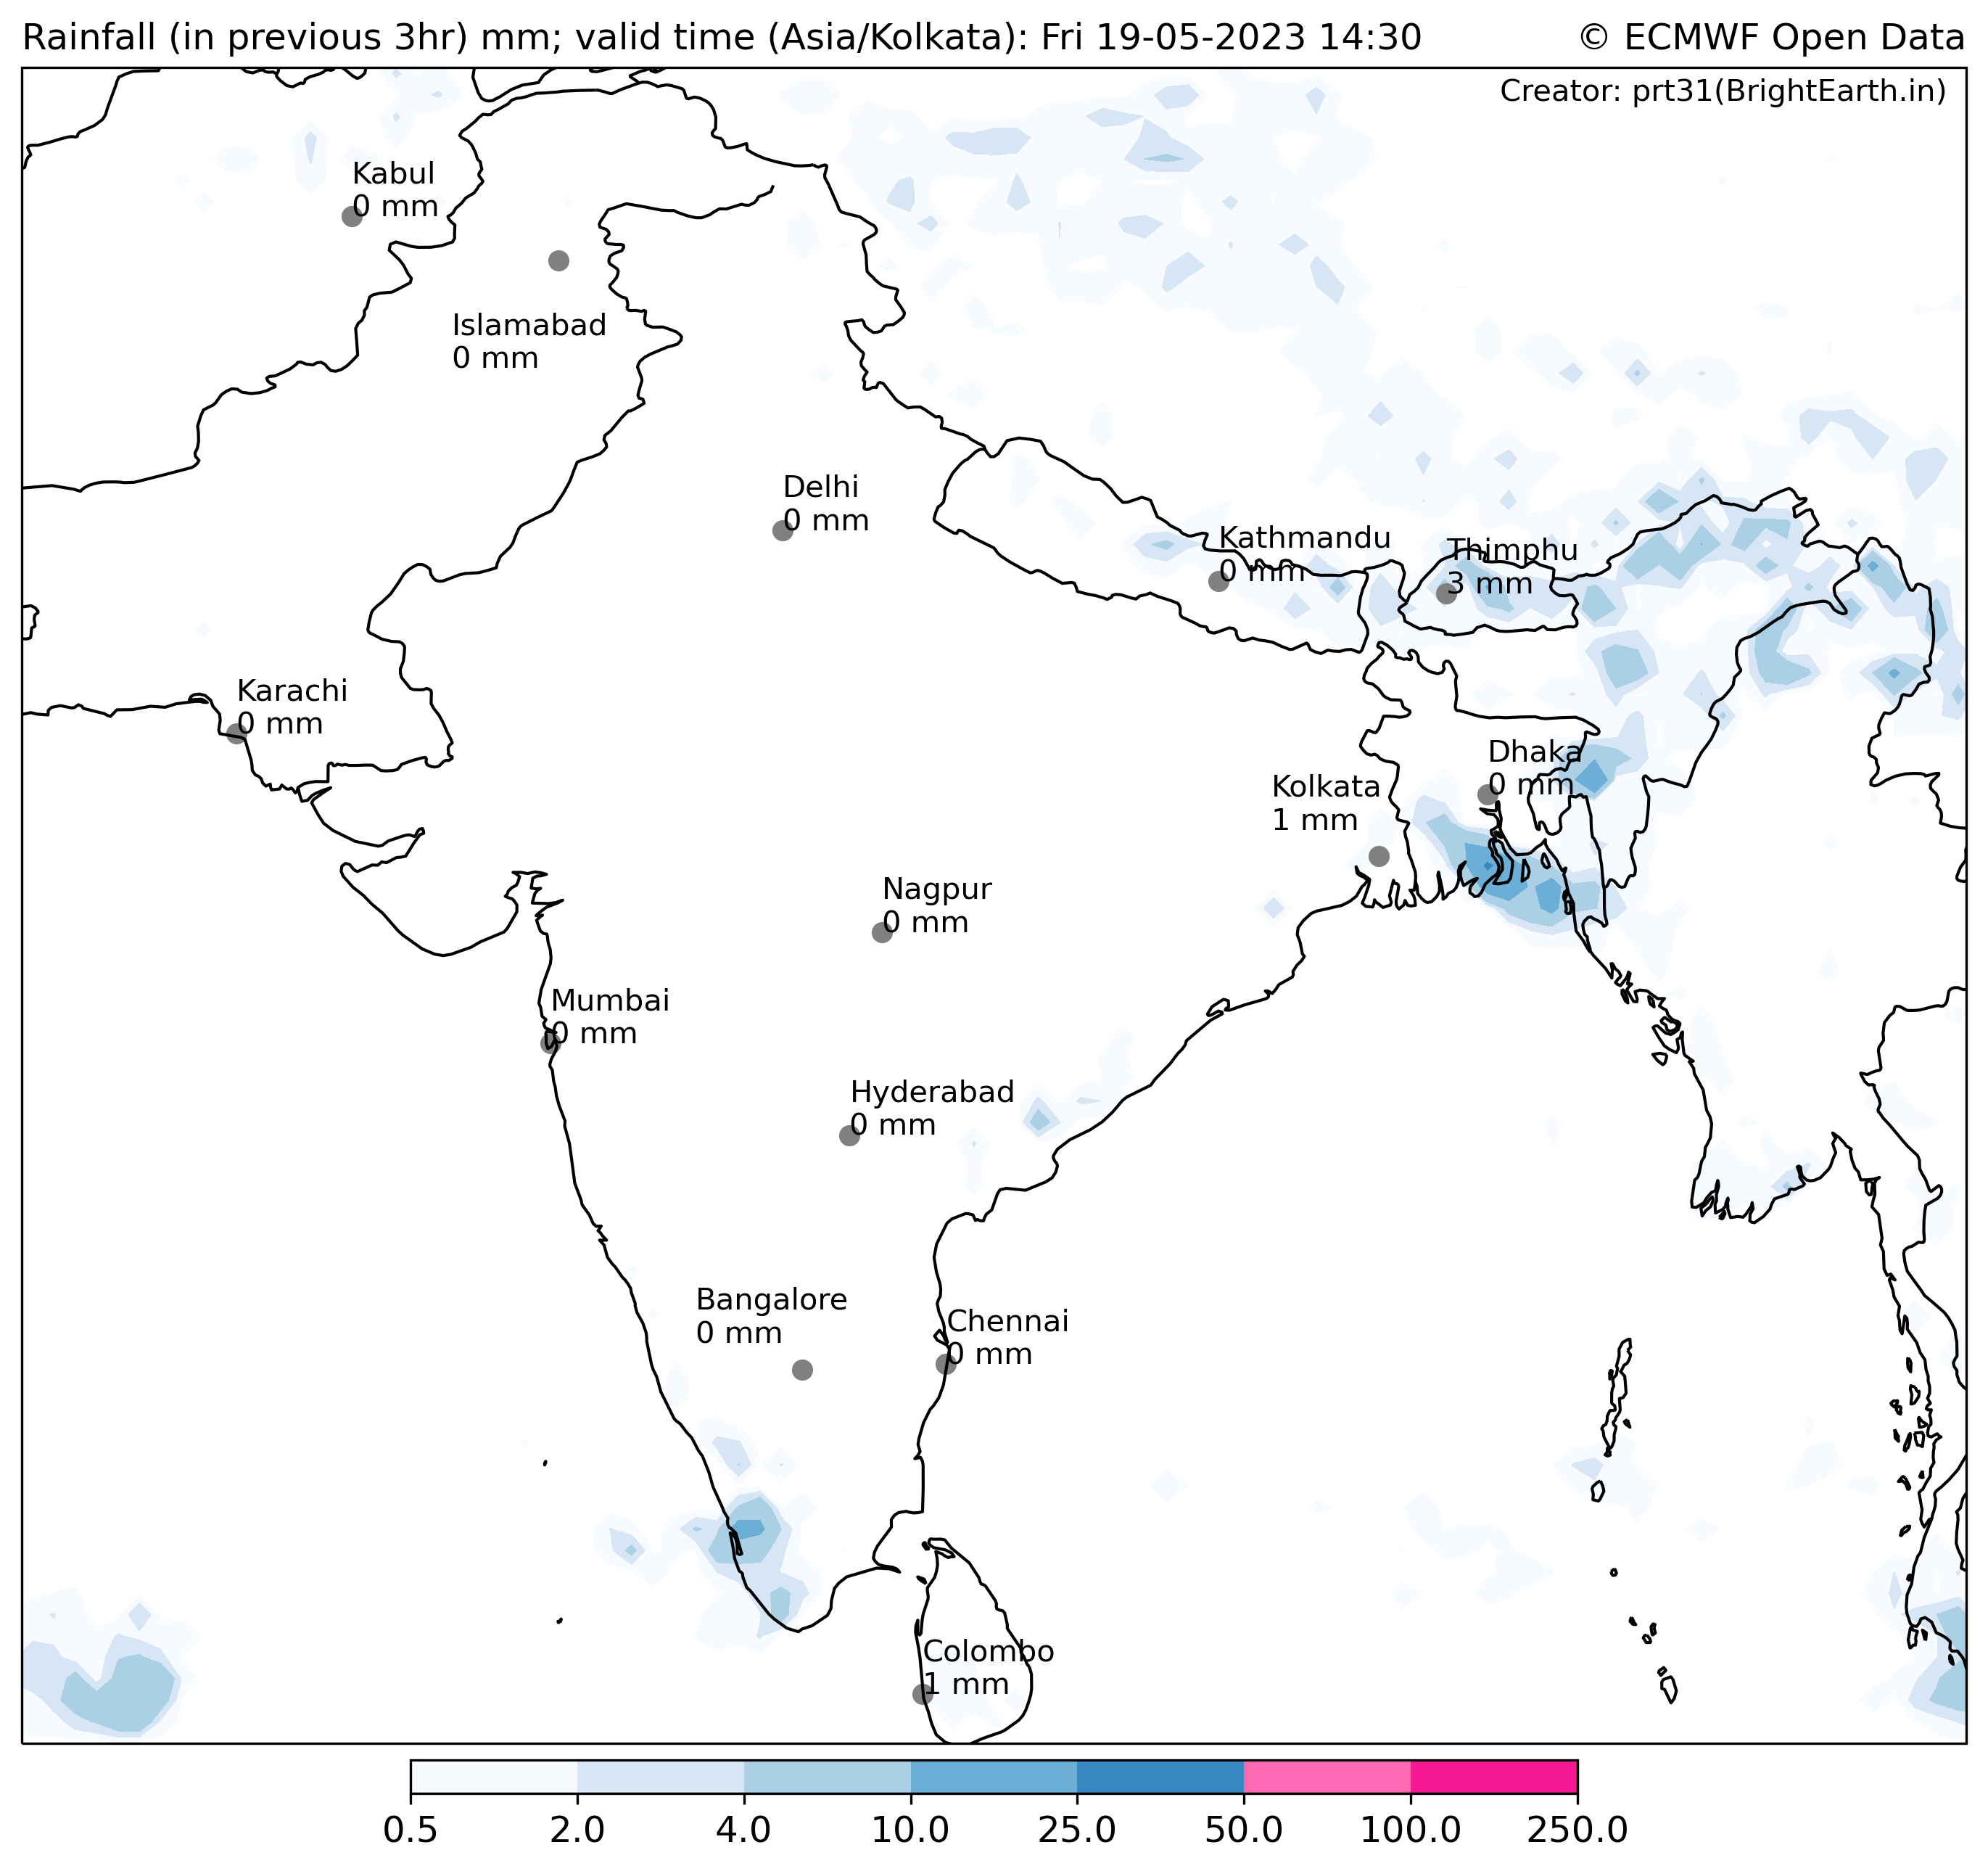 Rainfall (in previous 3hr) mm; valid time (Asia/Kolkata): Fri 19-05-2023 14:30
© ECMWF Open Data
Creator: prt31(BrightEarth.in)
Kabul
0 mm
Islamabad
0 mm
Delhi
0 mm
Kathmandu
0 mm
Thimphu
3 mm
Karachi
0 mm
Dhaka
0 mm
Kolkata
1 mm
Nagpur
0 mm
Mumbai
0 mm
Hyderabad
0 mm
Bangalore
0 mm
Chennai
0 mm
Colombo
1 mm
0.5 2.0 4.0 10.0 25.0 50.0 100.0 250.0